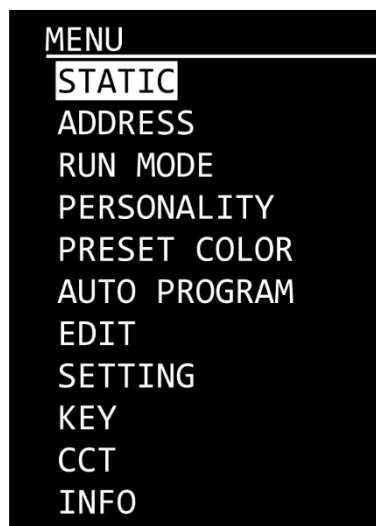 MENU
STATIC
ADDRESS
RUN MODE
PERSONALITY
PRESET COLOR
AUTO PROGRAM
EDIT
SETTING
KEY
CCT
INFO